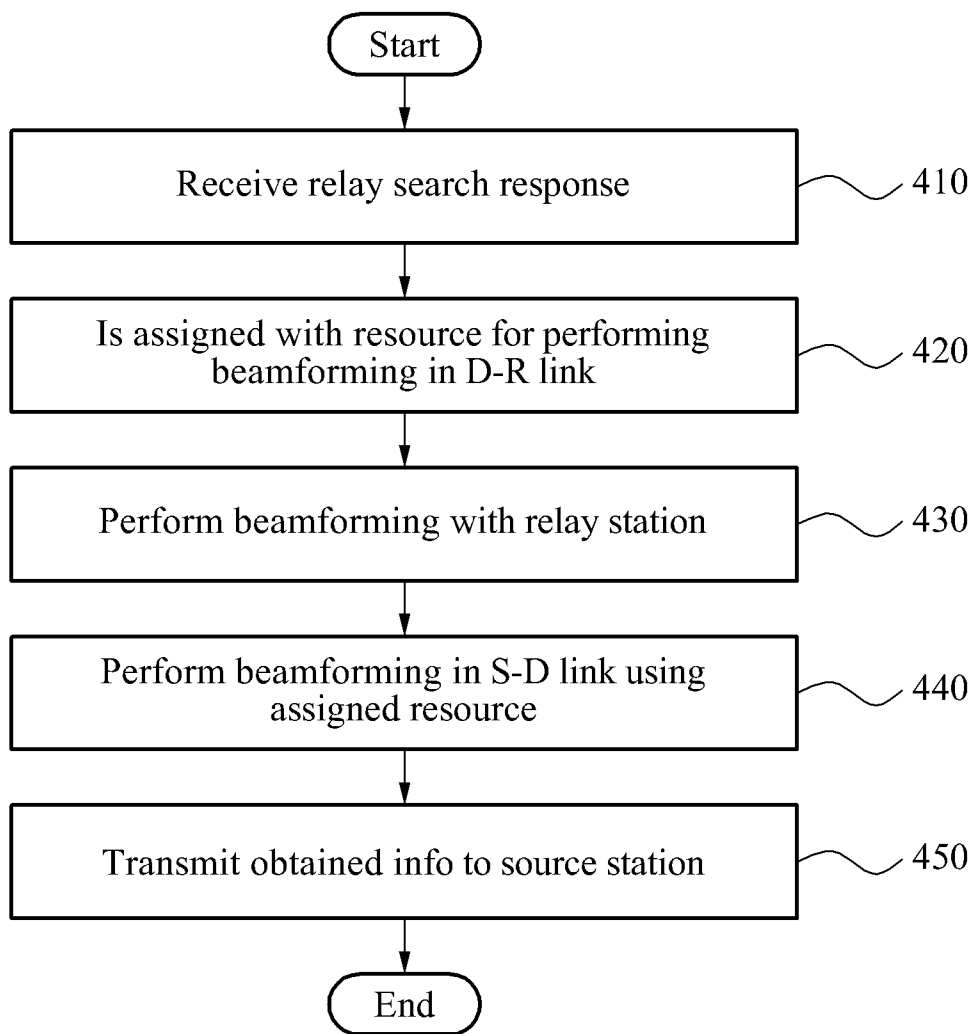 Start
Receive relay search response
410
Is assigned with resource for performing
beamforming in D-R link
420
Perform beamforming with relay station
430
Perform beamforming in S-D link using
assigned resource
440
Transmit obtained info to source station
450
End